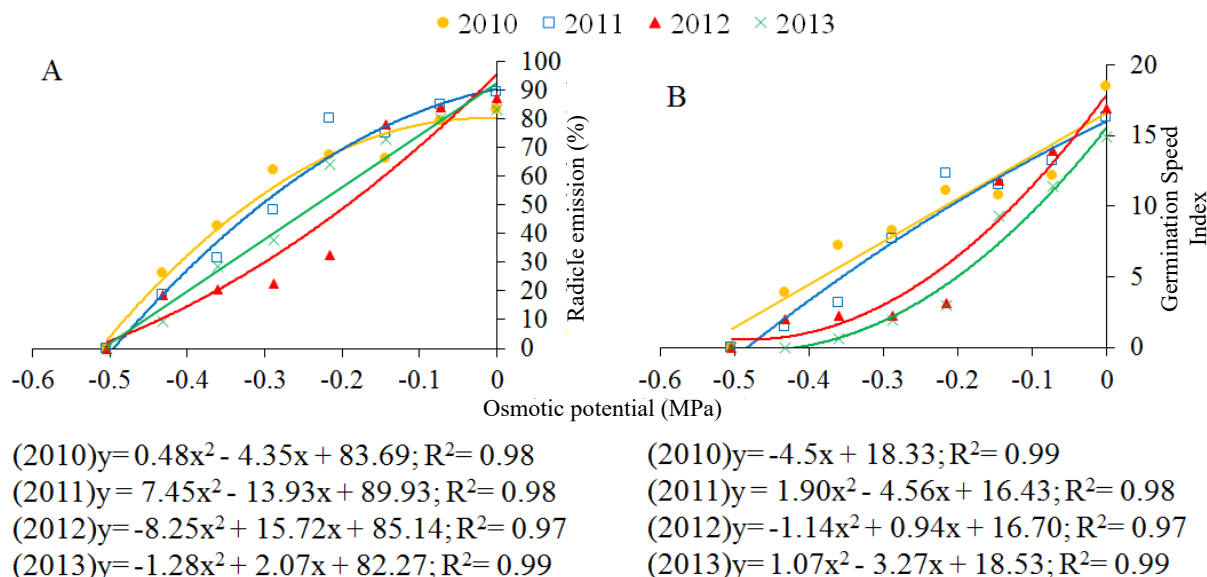 2010 2011 2012 2013
A
100
90
80
70
60
50
40
30
20
10
0
Radicle emission (%)
-0.6 -0.5 -0.4 -0.3 -0.2 -0.1 0
B
20
15
10
5
0
Germination Speed
Index
-0.6 -0.5 -0.4 -0.3 -0.2 -0.1 0
Osmotic potential (MPa)
(2010)y= 0.48x² - 4.35x + 83.69; R²= 0.98
(2011)y= 7.45x² - 13.93x + 89.93; R²= 0.98
(2012)y=-8.25x² + 15.72x + 85.14; R²= 0.97
(2013)y=-1.28x² + 2.07x + 82.27; R²= 0.99
(2010)y= -4.5x + 18.33; R²= 0.99
(2011)y= 1.90x² - 4.56x + 16.43; R²= 0.98
(2012)y=-1.14x² + 0.94x + 16.70; R²= 0.97
(2013)y= 1.07x² - 3.27x + 18.53; R²= 0.99